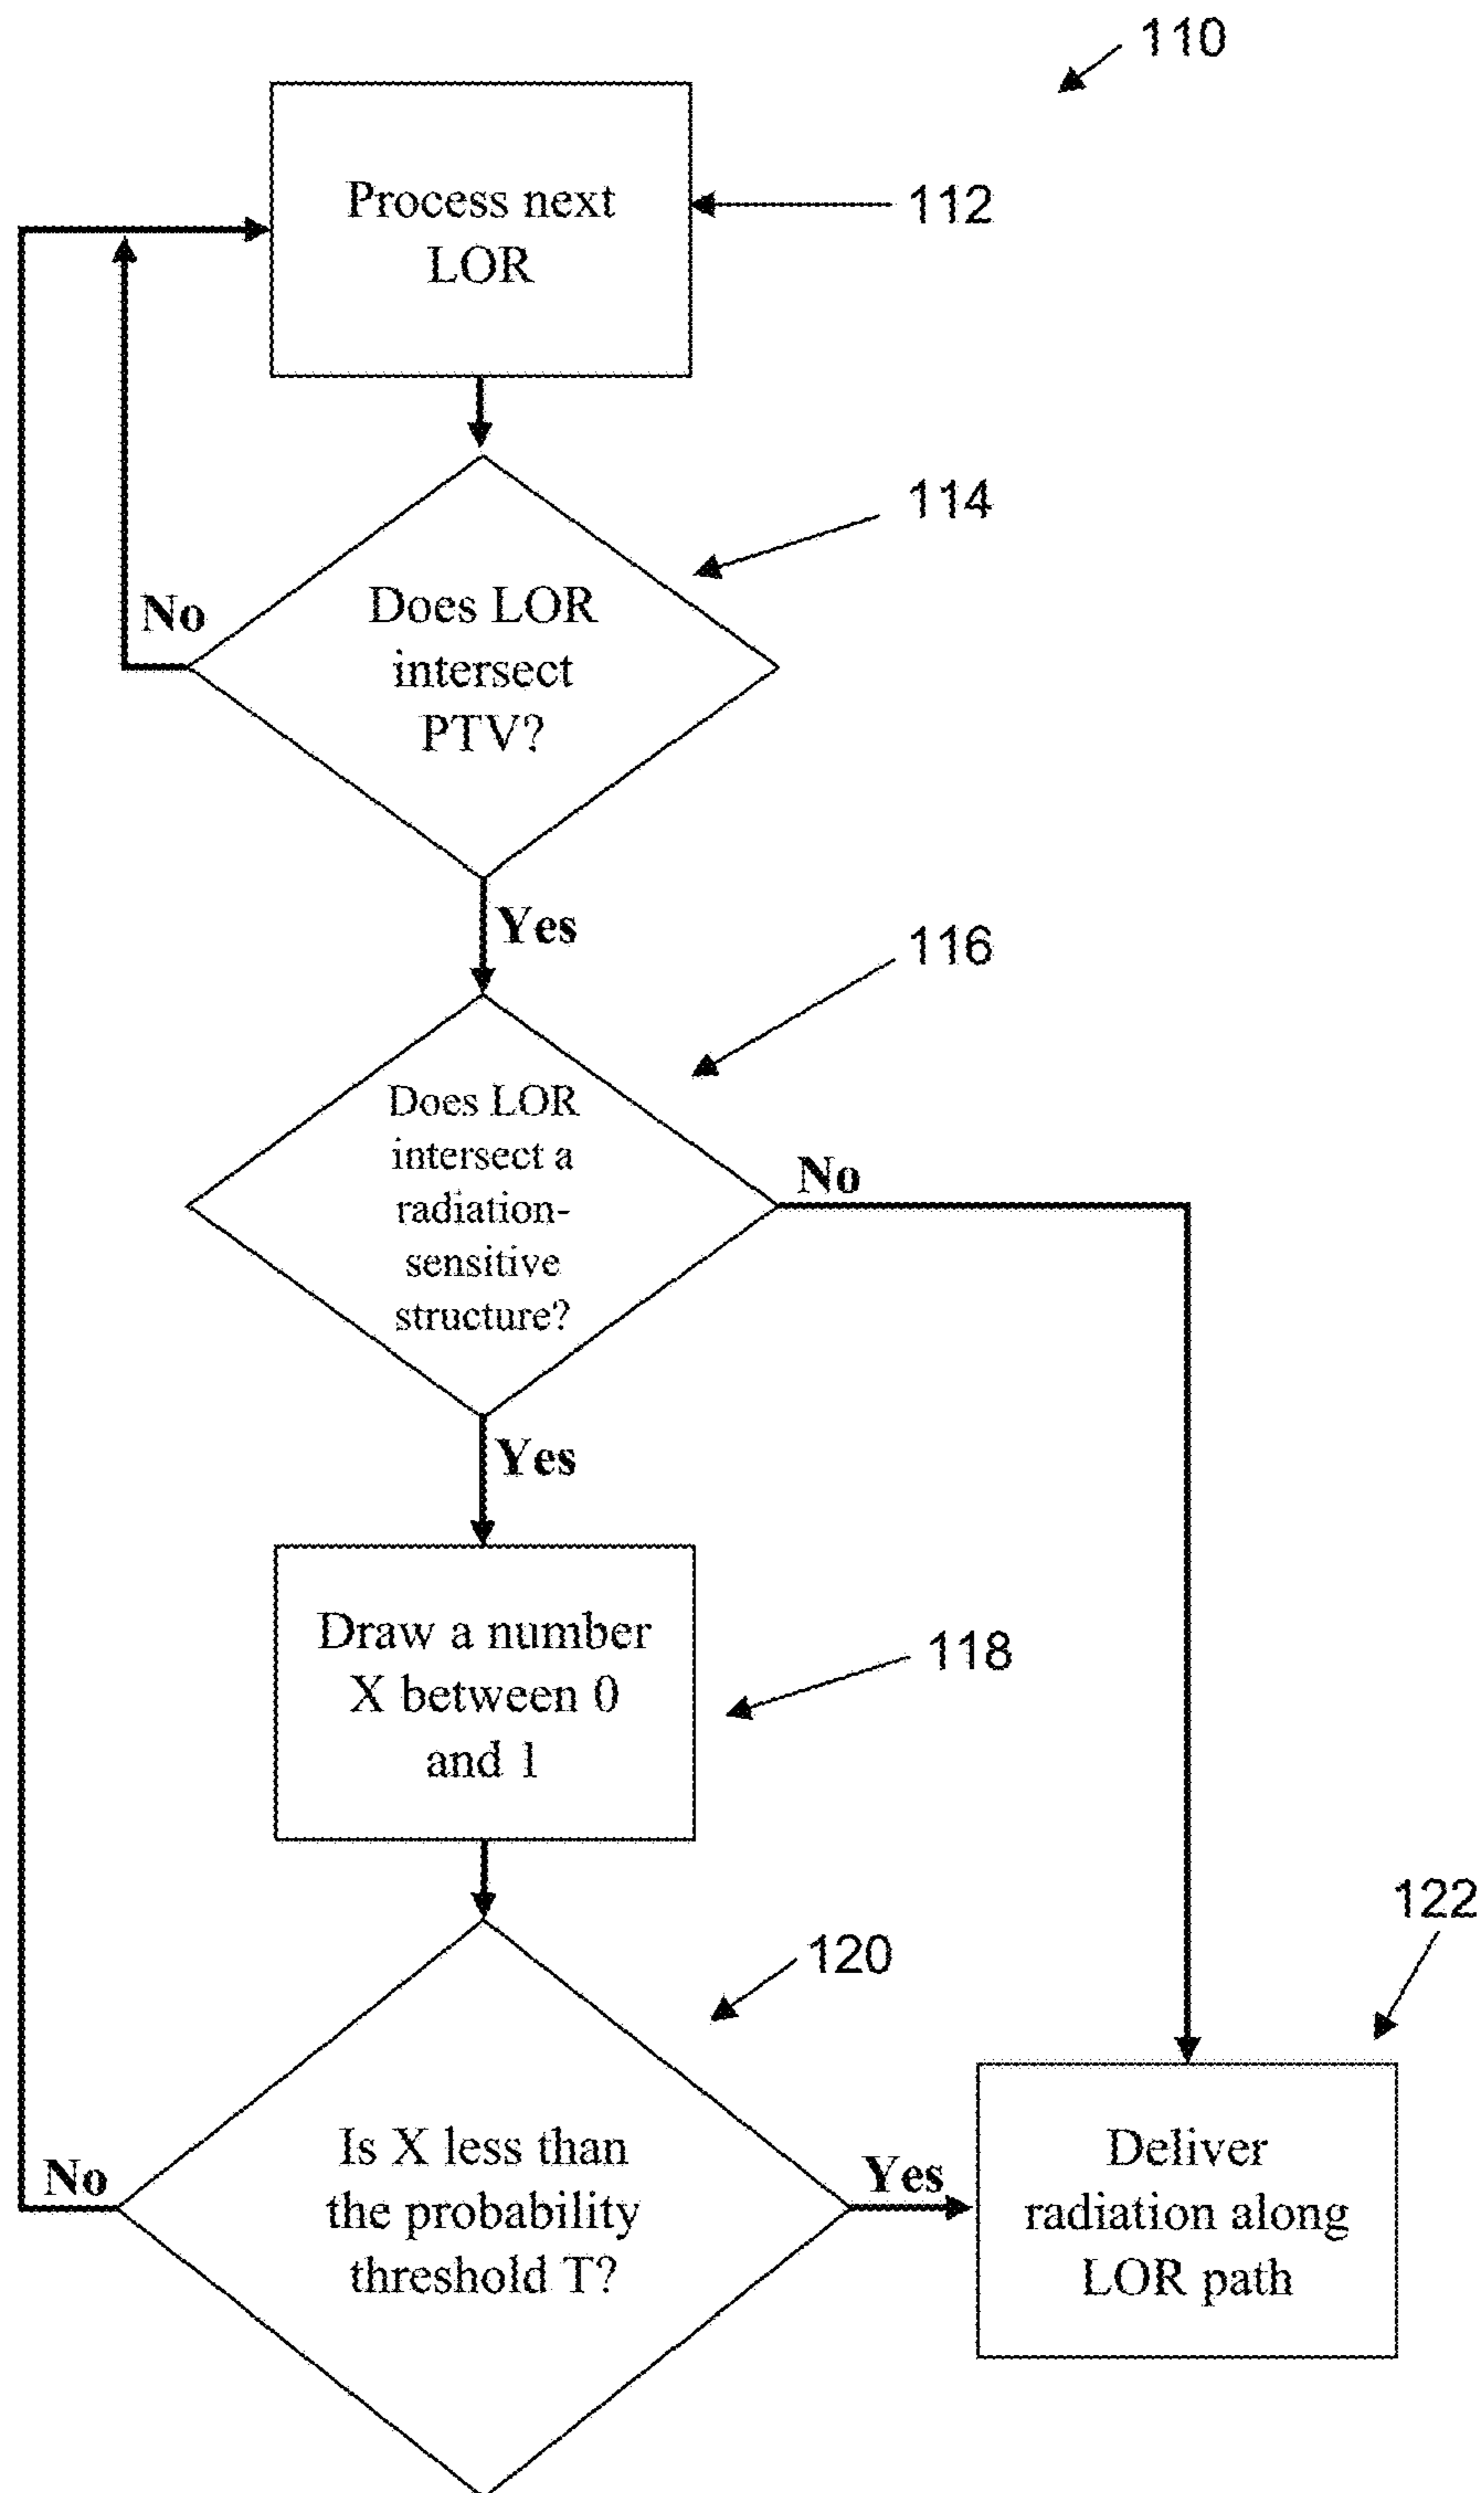 110
Process next
LOR
112
114
Does LOR
intersect
PTV?
No
Yes
116
Does LOR
intersect a
radiation-
sensitive
structure?
No
Yes
Draw a number
X between 0
and 1
118
120
122
Is X less than
the probability
threshold T?
No
Yes
Deliver
radiation along
LOR path